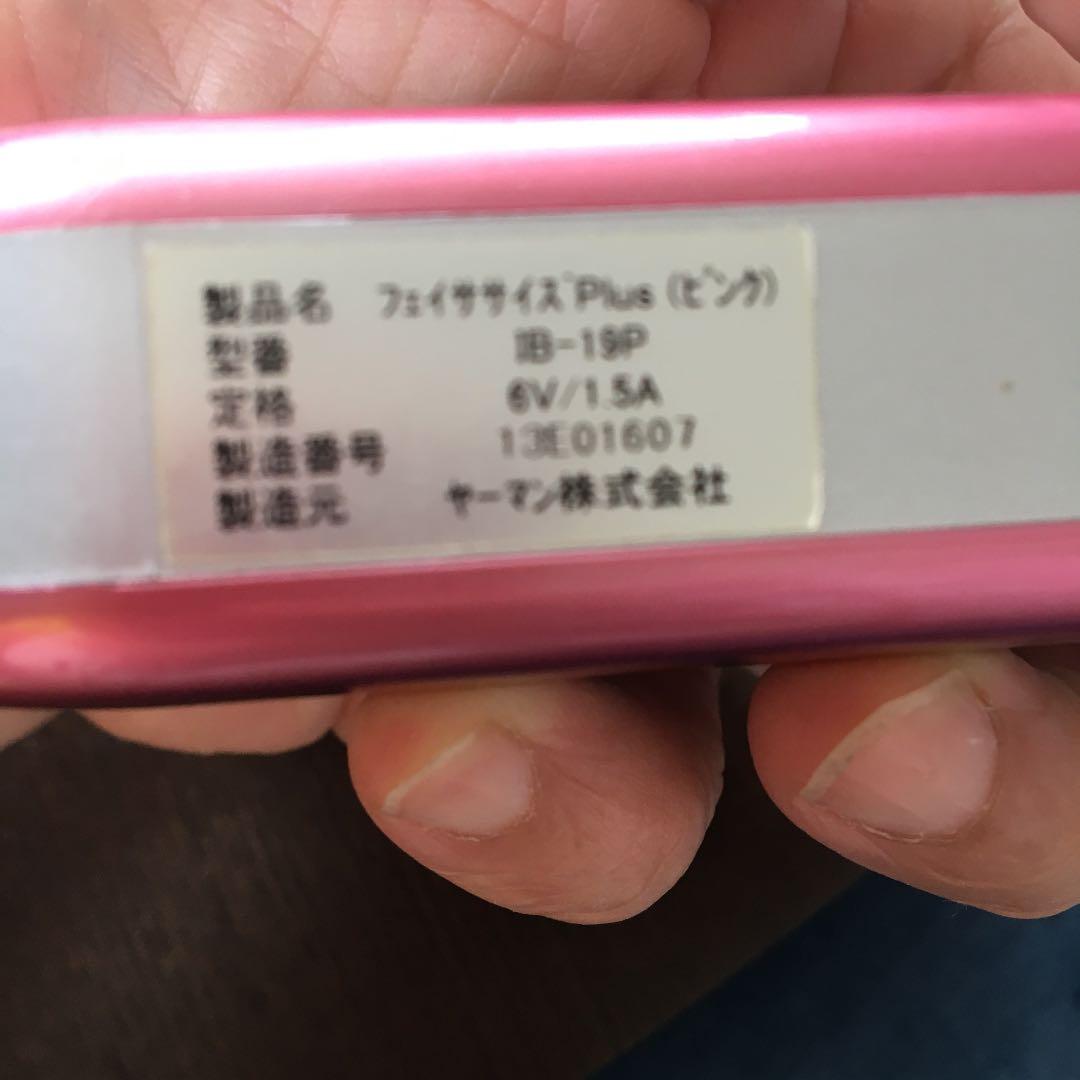 製品名 フェイササイズPlus (ピンク)
型番 IB-19P
定格 6V/1.5A
製造番号 13E01607
製造元 ヤーマン株式会社